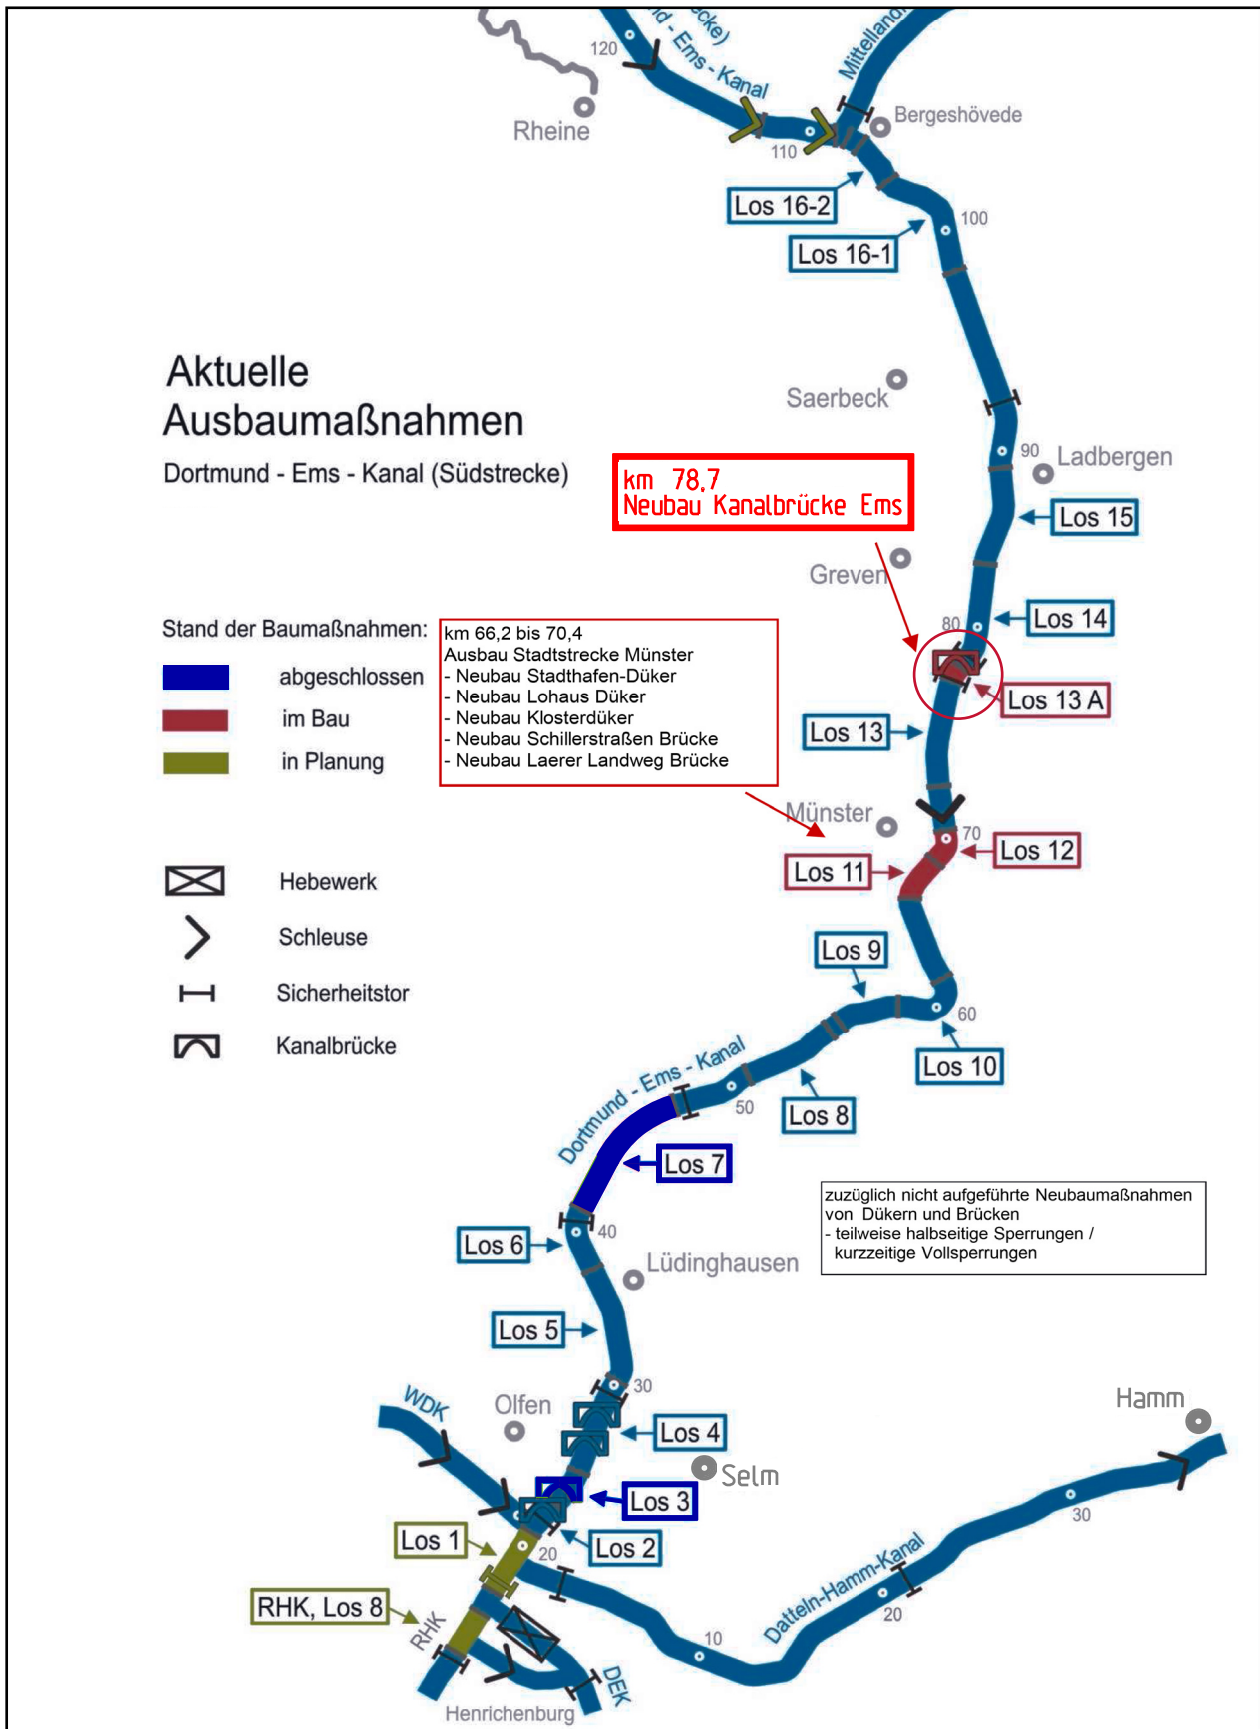 ecke)
nd - Ems - Kanal
Mittelland
120
Rheine
110
Bergeshövede
Los 16-2
100
Los 16-1
Aktuelle
Ausbaumaßnahmen
Dortmund - Ems - Kanal (Südstrecke)
Saerbeck
90
Ladbergen
km 78,7
Neubau Kanalbrücke Ems
Los 15
Greven
Stand der Baumaßnahmen:
abgeschlossen
im Bau
in Planung
km 66,2 bis 70,4
Ausbau Stadtstrecke Münster
- Neubau Stadthafen-Düker
- Neubau Lohaus Düker
- Neubau Klosterdüker
- Neubau Schillerstraßen Brücke
- Neubau Laerer Landweg Brücke
80
Los 14
Los 13 A
Los 13
Münster
70
Los 12
Los 11
Hebewerk
Schleuse
Sicherheitstor
Kanalbrücke
Los 9
60
Los 10
Dortmund - Ems - Kanal
50
Los 8
Los 7
zuzüglich nicht aufgeführte Neubaumaßnahmen
von Dükern und Brücken
- teilweise halbseitige Sperrungen /
kurzzeitige Vollsperrungen
40
Los 6
Lüdinghausen
Los 5
30
WDK
Olfen
Los 4
Hamm
Selm
Los 3
Los 1
20
Los 2
30
Datteln-Hamm-Kanal
20
RHK, Los 8
RHK
10
DEK
Henrichenburg